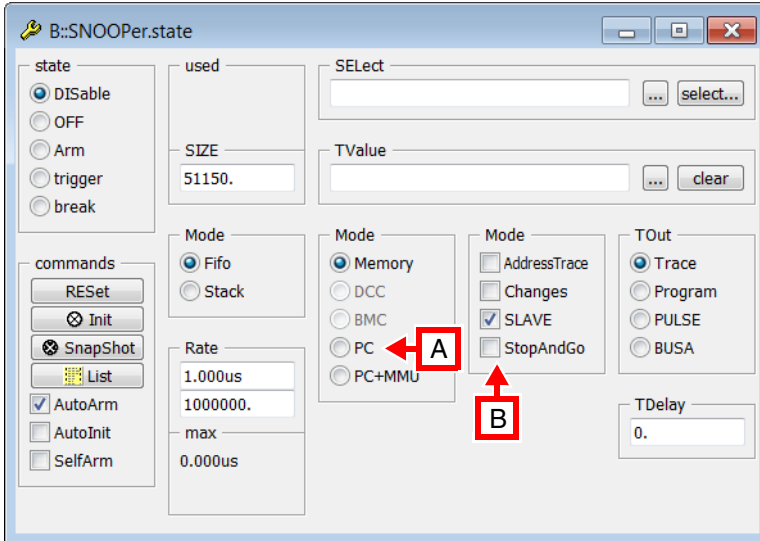 B::SNOOPer.state
state
DISable
OFF
Arm
trigger
break
used
SIZE
51150.
SELect
... select...
TValue
... clear
commands
RESet
Init
SnapShot
List
AutoArm
AutoInit
SelfArm
Mode
Fifo
Stack
Rate
1.000us
1000000.
max
0.000us
Mode
Memory
DCC
BMC
PC
PC+MMU
A
Mode
AddressTrace
Changes
SLAVE
StopAndGo
B
TOut
Trace
Program
PULSE
BUSA
TDelay
0.